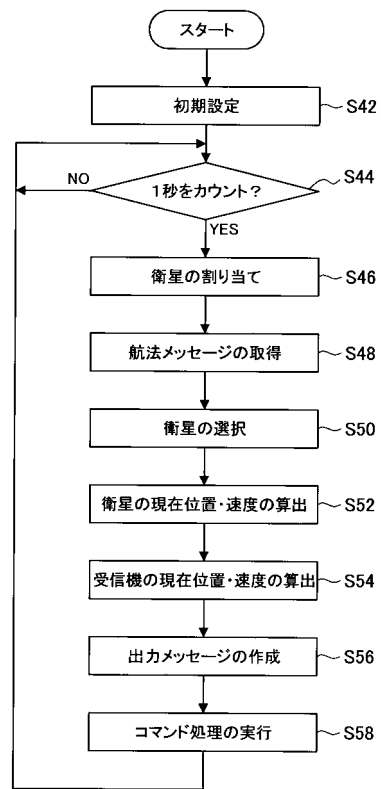 スタート
初期設定
S42
1秒をカウント?
S44
NO
YES
衛星の割り当て
S46
航法メッセージの取得
S48
衛星の選択
S50
衛星の現在位置・速度の算出
S52
受信機の現在位置・速度の算出
S54
出力メッセージの作成
S56
コマンド処理の実行
S58